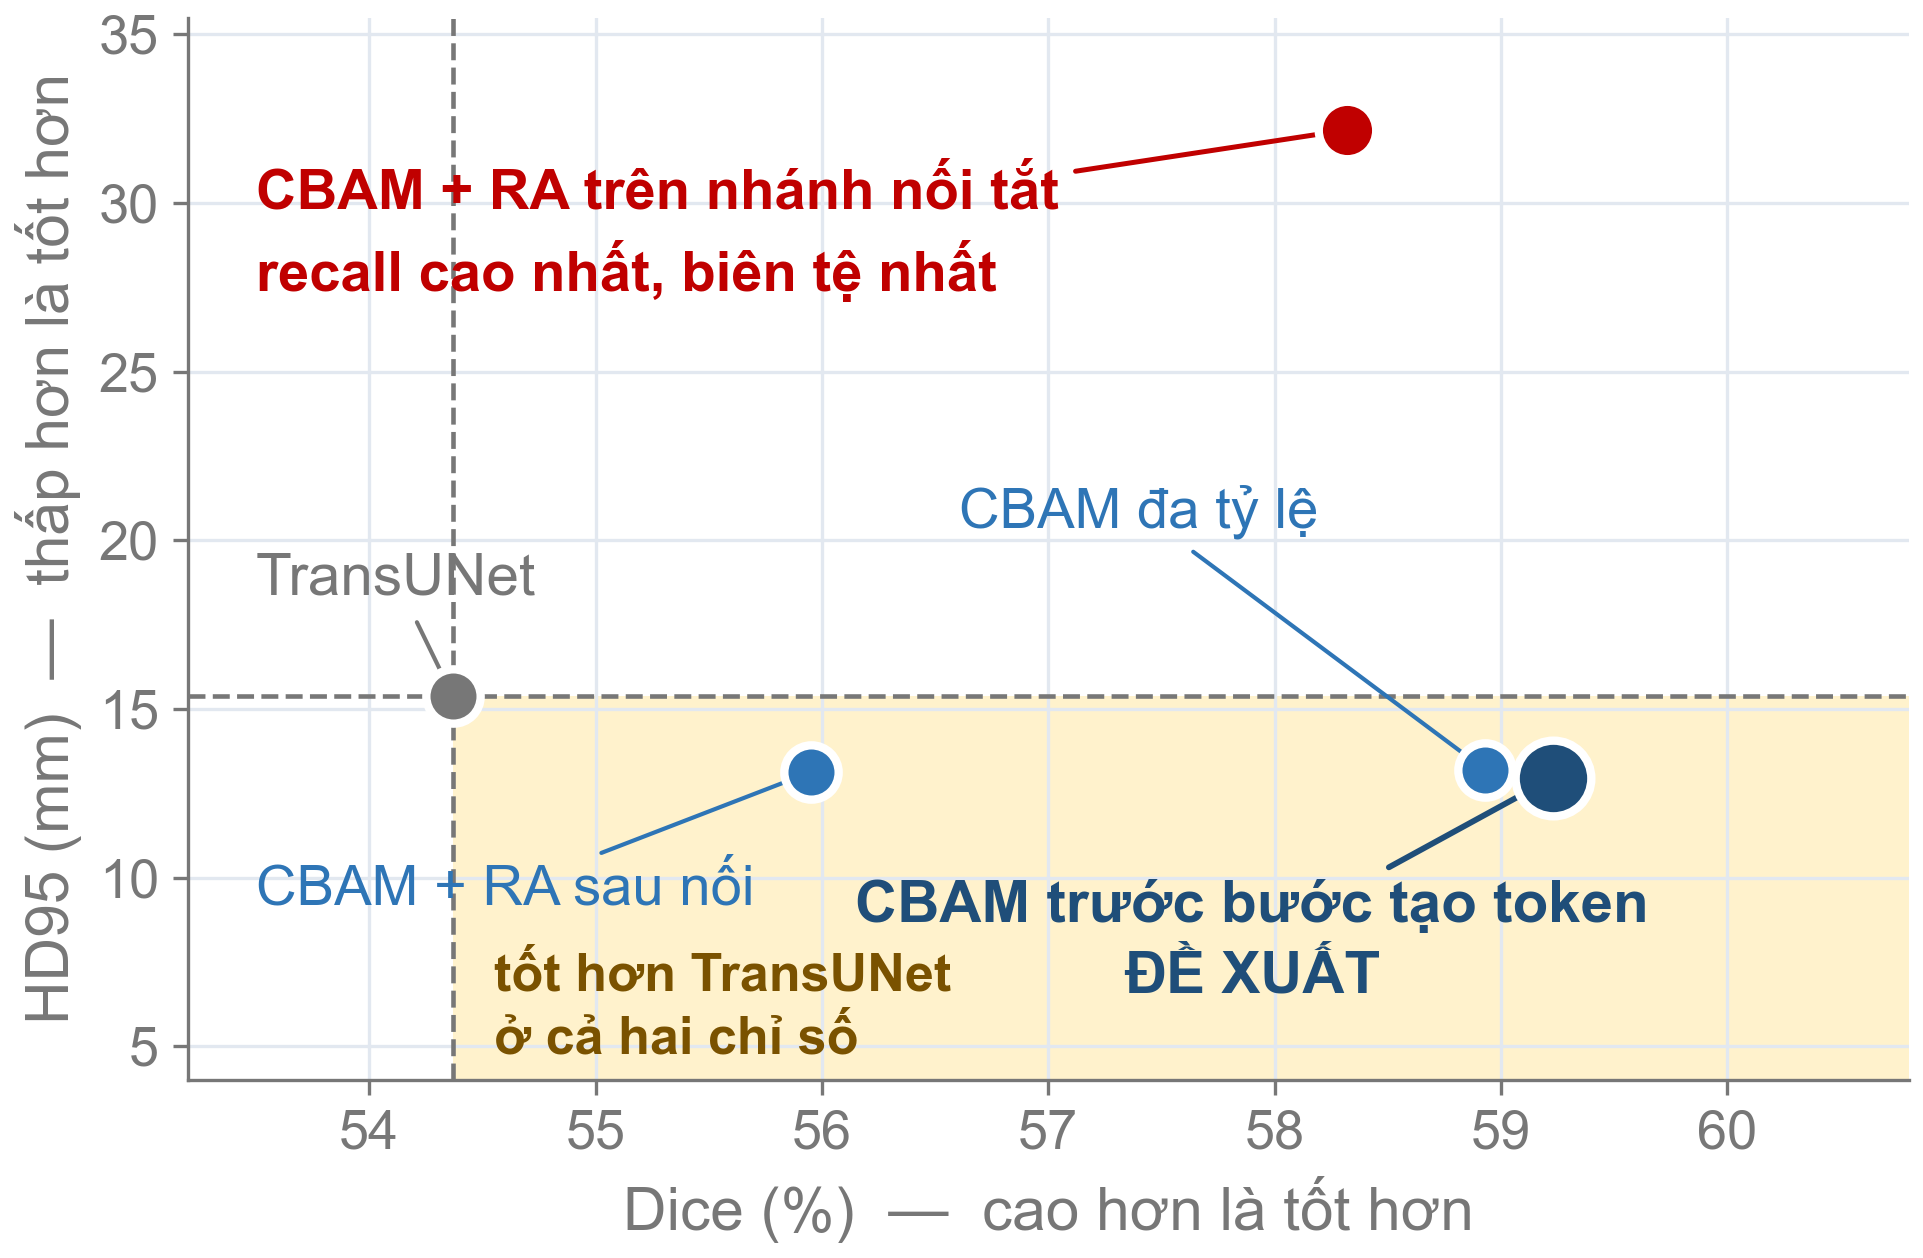 35
30
25
20
15
10
5
HD95 (mm) — thấp hơn là tốt hơn
CBAM + RA trên nhánh nối tắt
recall cao nhất, biên tệ nhất
CBAM đa tỷ lệ
TransUNet
CBAM + RA sau nối
CBAM trước bước tạo token
ĐỀ XUẤT
tốt hơn TransUNet
ở cả hai chỉ số
54 55 56 57 58 59 60
Dice (%) — cao hơn là tốt hơn